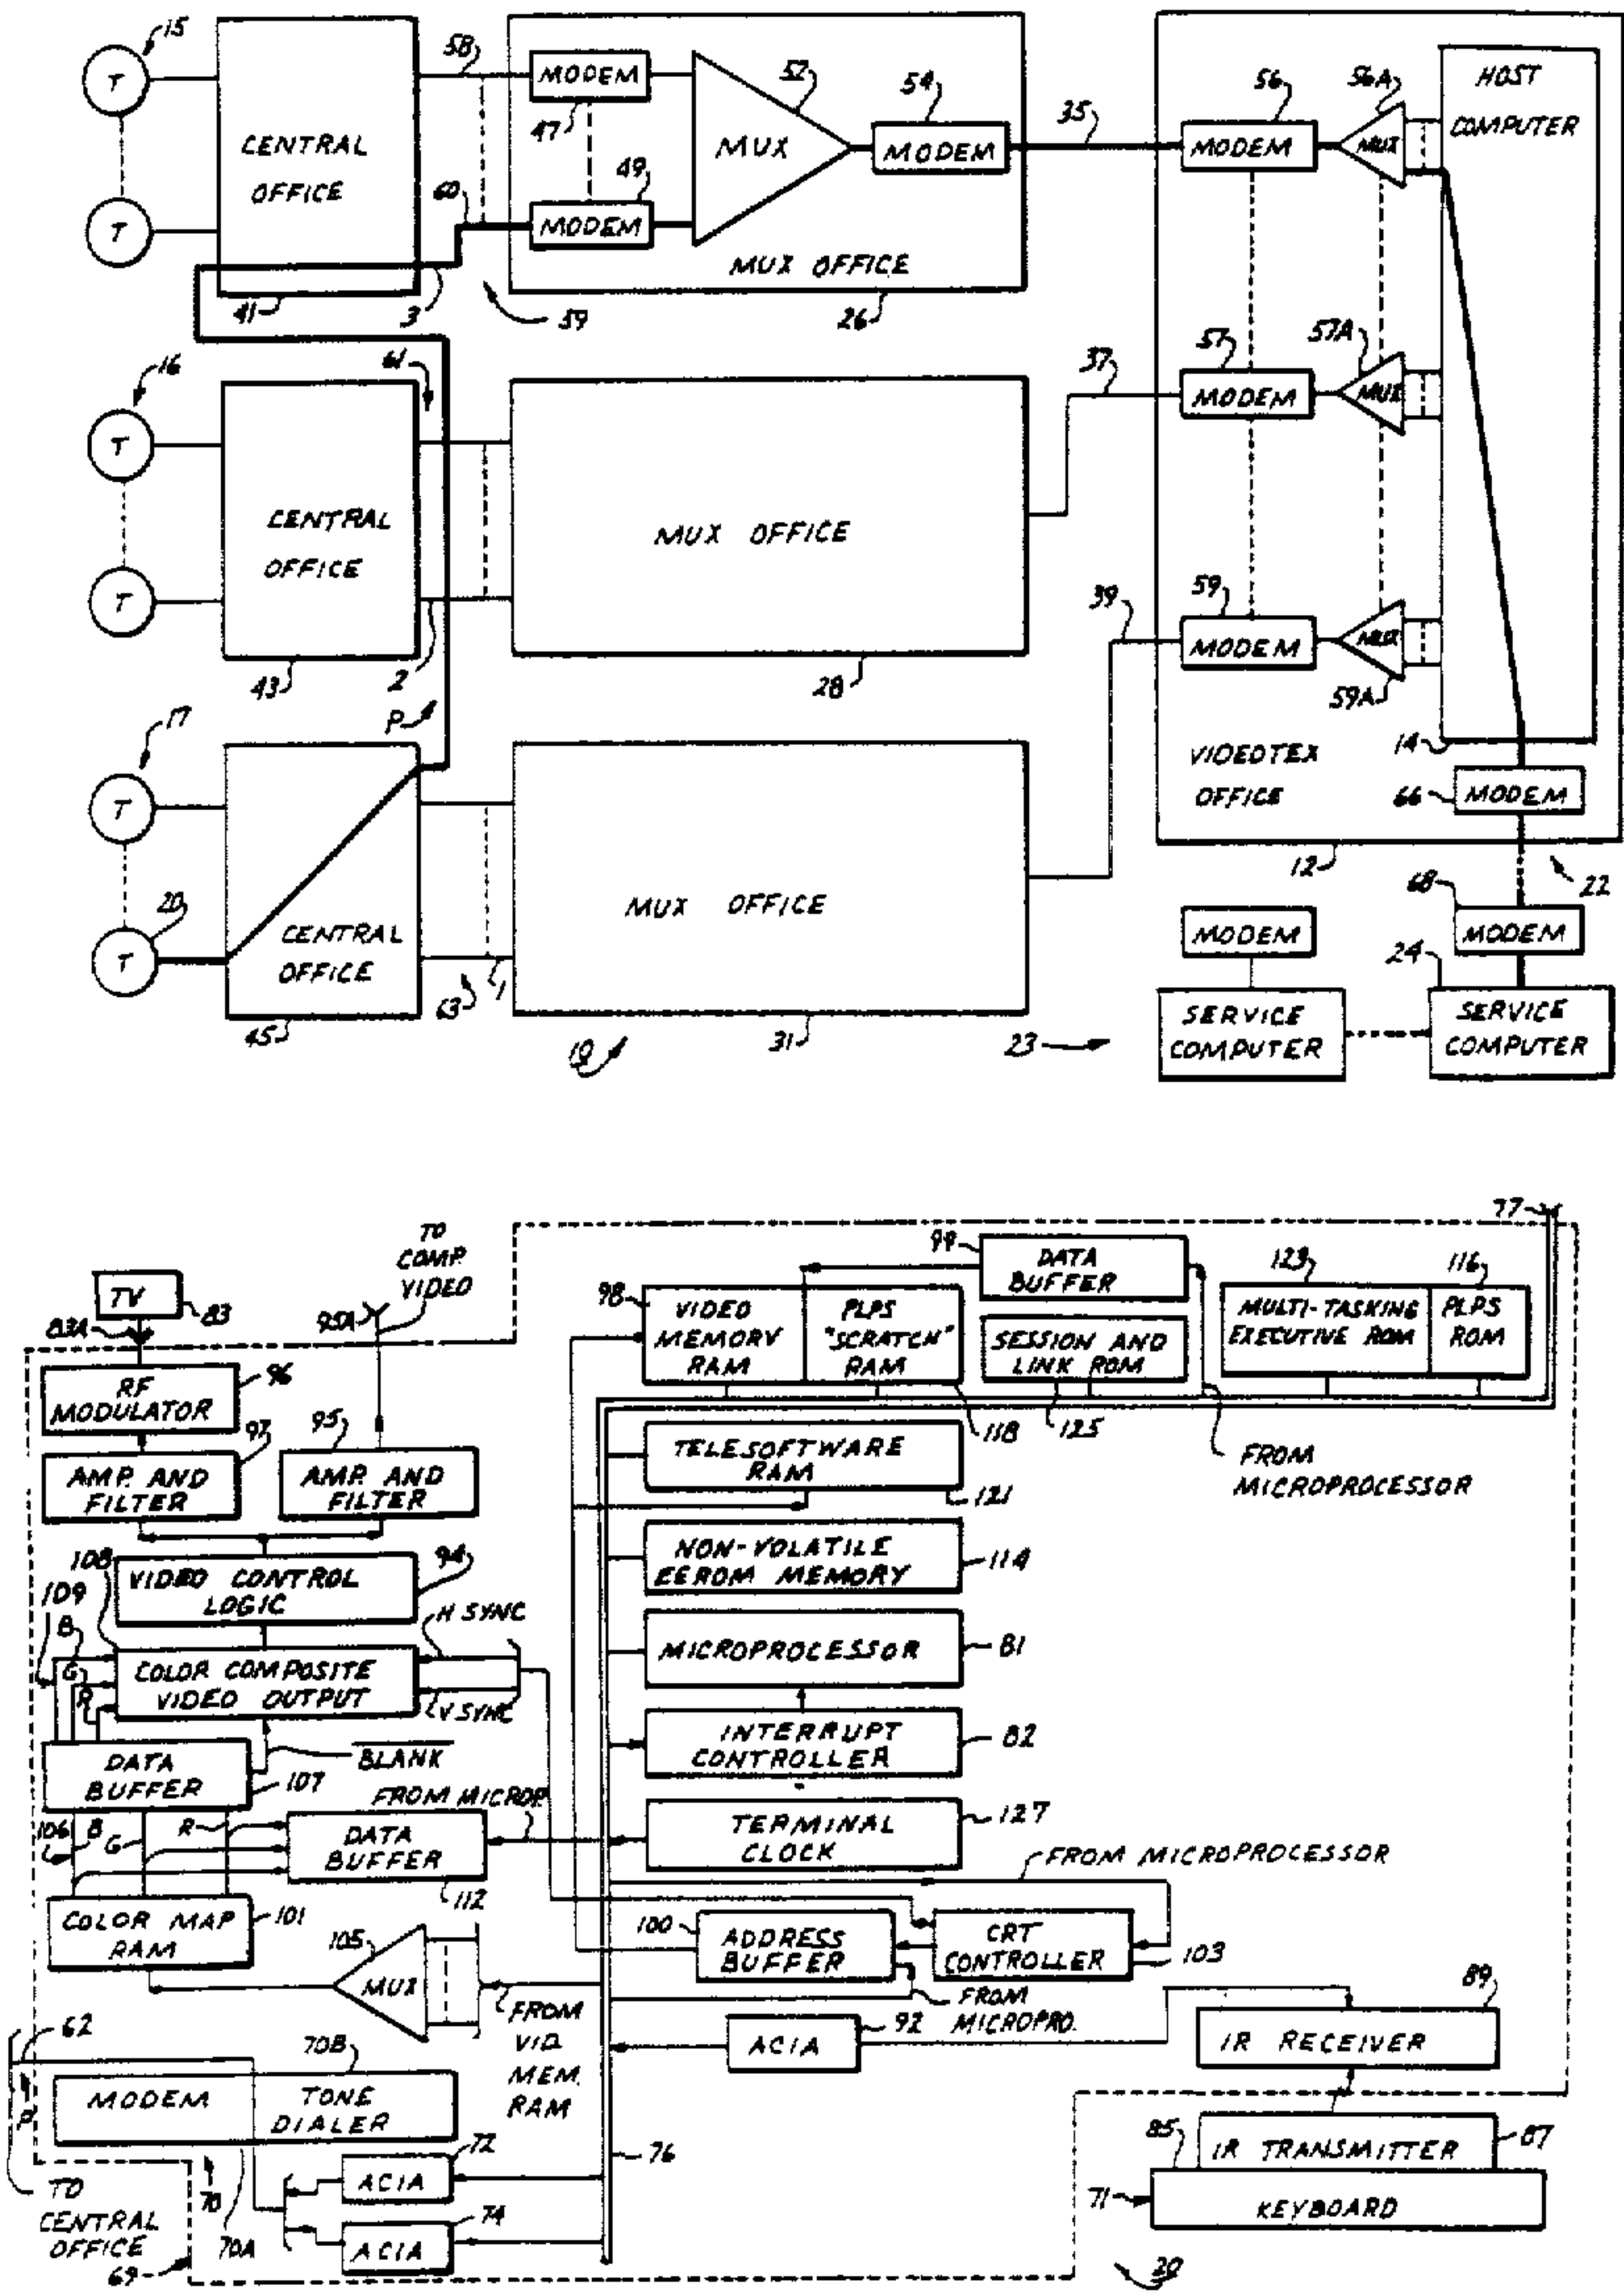 15
T
T
CENTRAL
OFFICE
41
3
58
60
59
MODEM
47
49
MODEM
52
MUX
54
MODEM
MUX OFFICE
26
35
56
MODEM
56A
MUX
HOST
COMPUTER
16
T
T
61
CENTRAL
OFFICE
43
2
P
MUX OFFICE
28
37
57
MODEM
57A
MUX
39
59
MODEM
MUX
59A
14
VIDEOTEX
OFFICE
66
MODEM
12
22
17
T
20
T
CENTRAL
OFFICE
45
63
1
MUX OFFICE
31
19
23
MODEM
SERVICE
COMPUTER
68
MODEM
24
SERVICE
COMPUTER
77
TV
83
83A
TO
COMP.
VIDEO
95A
RF
MODULATOR
96
97
AMP. AND
FILTER
95
AMP. AND
FILTER
108
VIDEO CONTROL
LOGIC
94
109
B
G
R
COLOR COMPOSITE
VIDEO OUTPUT
H SYNC
V SYNC
DATA
BUFFER
107
BLANK
FROM MICROP.
106
B
G
R
DATA
BUFFER
112
COLOR MAP
RAM
101
105
MUX
FROM
VID.
MEM.
RAM
98
VIDEO
MEMORY
RAM
PLPS
"SCRATCH"
RAM
118
99
DATA
BUFFER
SESSION AND
LINK ROM
125
123
MULTI-TASKING
EXECUTIVE ROM
116
PLPS
ROM
FROM
MICROPROCESSOR
TELESOFTWARE
RAM
121
NON-VOLATILE
EEROM MEMORY
114
MICROPROCESSOR
81
INTERRUPT
CONTROLLER
82
TERMINAL
CLOCK
127
FROM MICROPROCESSOR
100
ADDRESS
BUFFER
CRT
CONTROLLER
103
FROM
MICROPRO.
92
ACIA
89
IR RECEIVER
62
P
70B
MODEM
TONE
DIALER
70
70A
TO
CENTRAL
OFFICE
69
72
ACIA
74
ACIA
76
85
IR TRANSMITTER
87
71
KEYBOARD
20